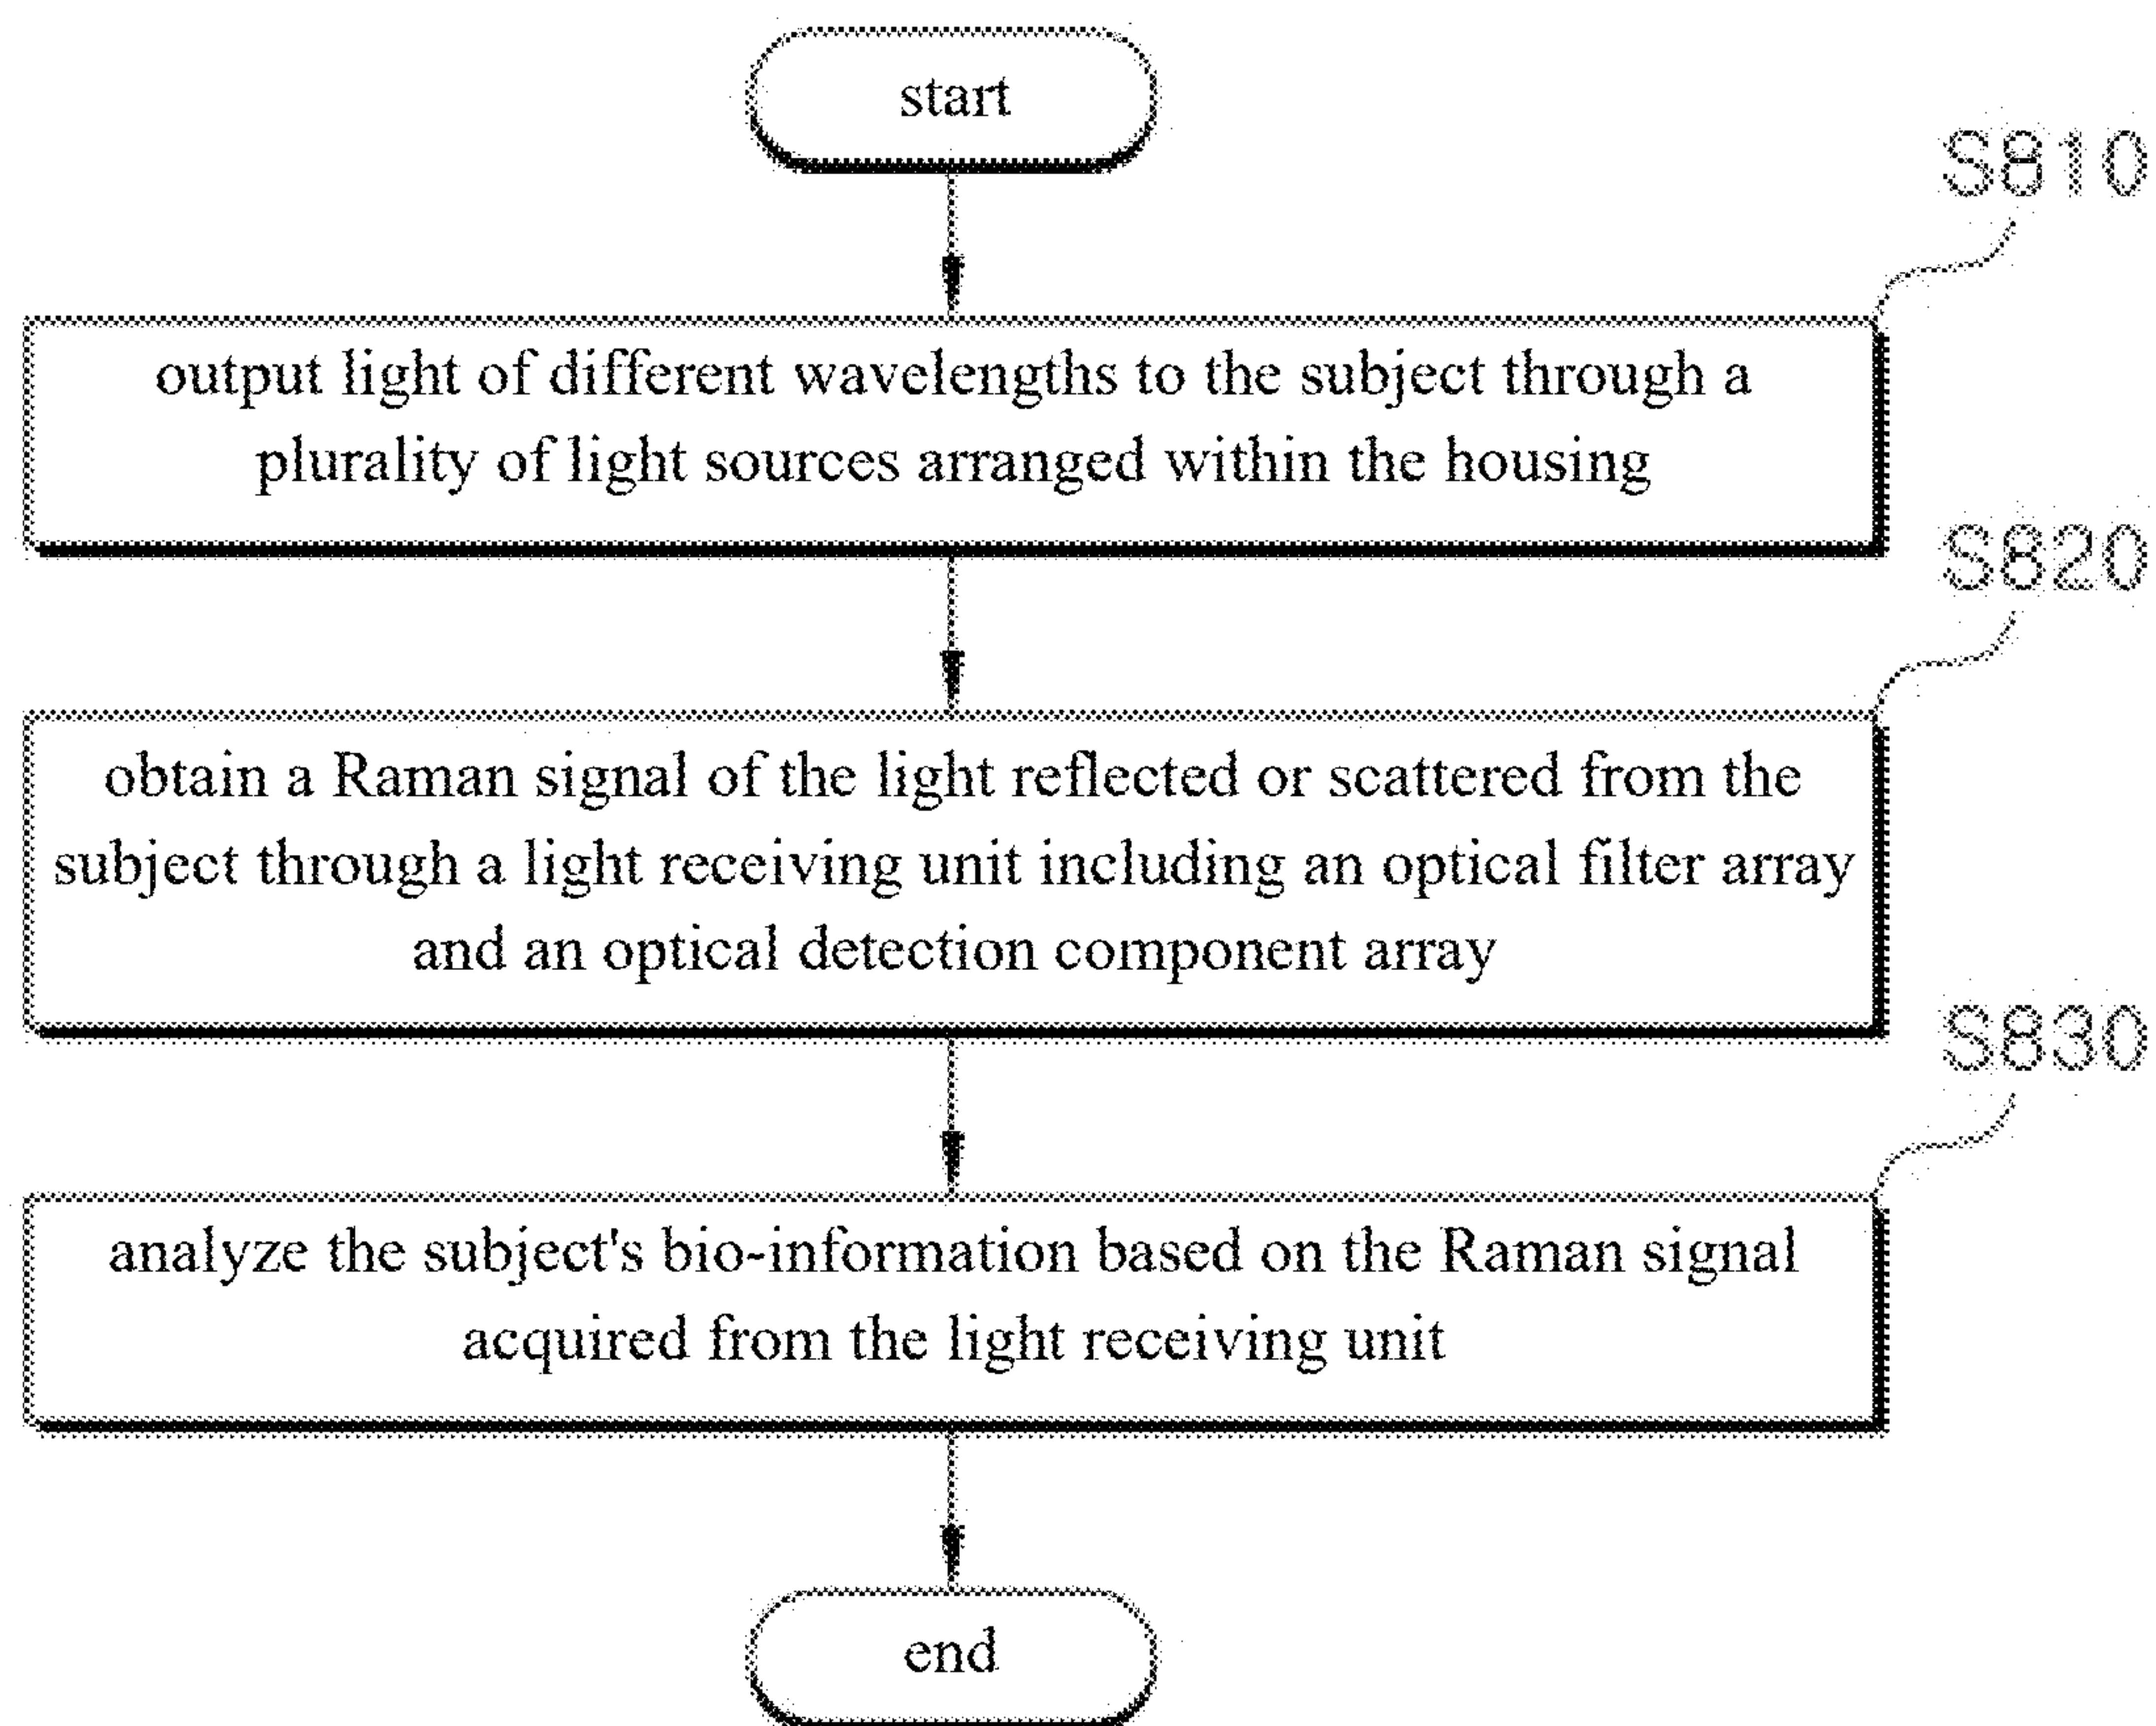 start
S810
output light of different wavelengths to the subject through a
plurality of light sources arranged within the housing
S820
obtain a Raman signal of the light reflected or scattered from the
subject through a light receiving unit including an optical filter array
and an optical detection component array
S830
analyze the subject's bio-information based on the Raman signal
acquired from the light receiving unit
end